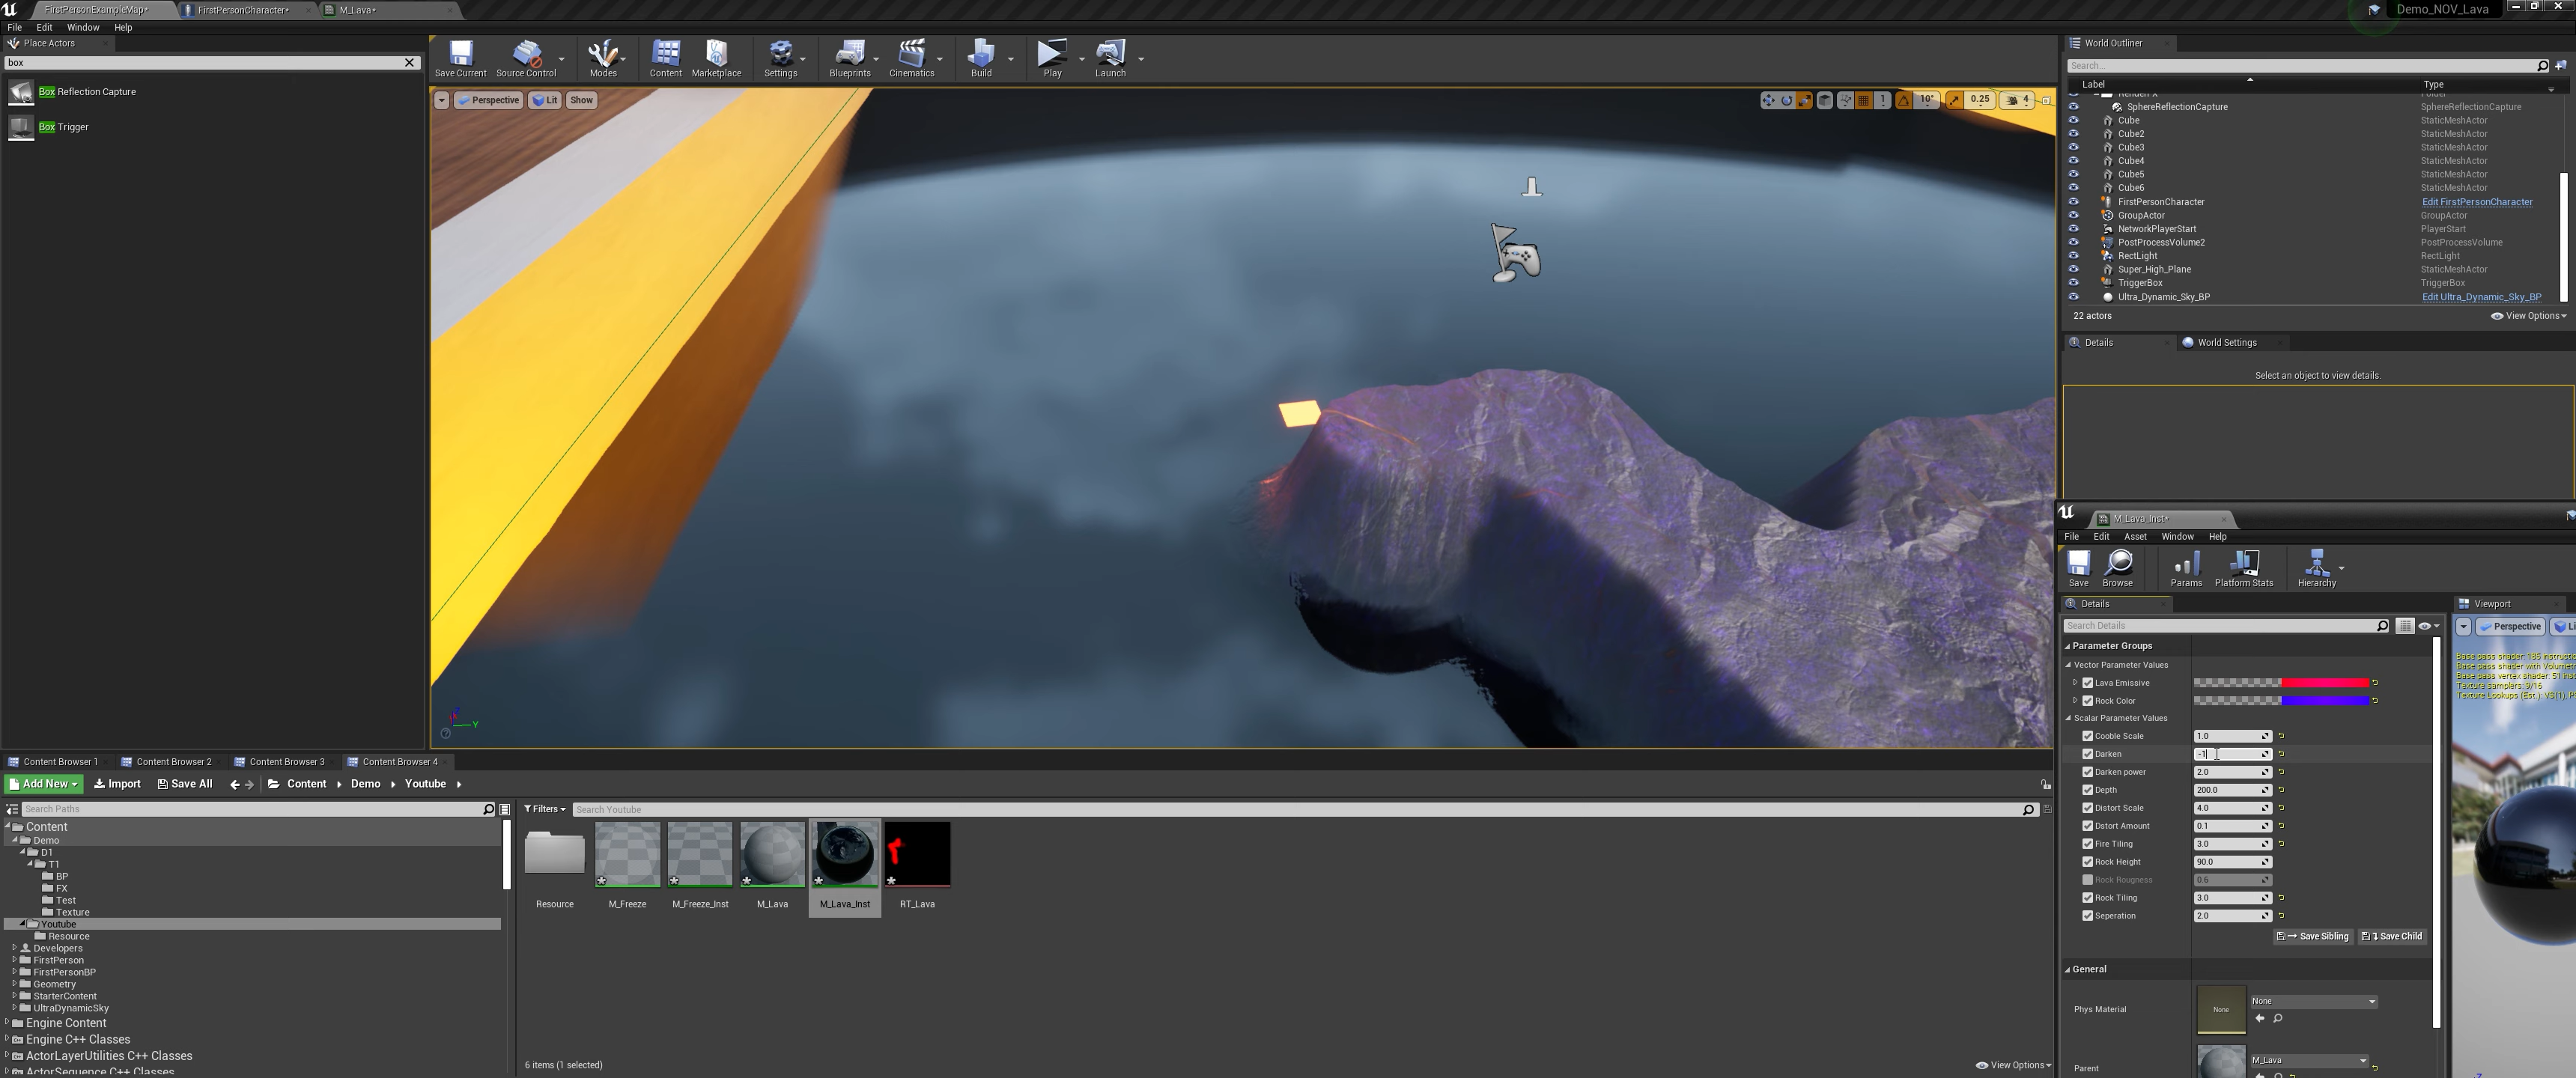 FirstPersonExampleMap*
FirstPersonCharacter*
M_Lava*
Demo_NOV_Lava
File Edit Window Help
Place Actors
box
Box Reflection Capture
Box Trigger
Save Current
Source Control
Modes
Content
Marketplace
Settings
Blueprints
Cinematics
Build
Play
Launch
Perspective
Lit
Show
10°
0.25
4
Y
World Outliner
Search...
Label Type
SphereReflectionCapture SphereReflectionCapture
Cube StaticMeshActor
Cube2 StaticMeshActor
Cube3 StaticMeshActor
Cube4 StaticMeshActor
Cube5 StaticMeshActor
Cube6 StaticMeshActor
FirstPersonCharacter Edit FirstPersonCharacter
GroupActor GroupActor
NetworkPlayerStart PlayerStart
PostProcessVolume2 PostProcessVolume
RectLight RectLight
Super_High_Plane StaticMeshActor
TriggerBox TriggerBox
Ultra_Dynamic_Sky_BP Edit Ultra_Dynamic_Sky_BP
22 actors View Options
Details
World Settings
Select an object to view details.
M_Lava_Inst*
File Edit Asset Window Help
Save
Browse
Params
Platform Stats
Hierarchy
Details
Viewport
Search Details
Perspective
Parameter Groups
Vector Parameter Values
Lava Emissive
Rock Color
Scalar Parameter Values
Cooble Scale 1.0
Darken -1
Darken power 2.0
Depth 200.0
Distort Scale 4.0
Dstort Amount 0.1
Fire Tiling 3.0
Rock Height 90.0
Rock Rougness 0.6
Rock Tiling 3.0
Seperation 2.0
Save Sibling
Save Child
General
Phys Material
None
None
Parent
M_Lava
Content Browser 1
Content Browser 2
Content Browser 3
Content Browser 4
Add New
Import
Save All
Content
Demo
Youtube
Search Paths
Filters
Search Youtube
Content
Demo
D1
T1
BP
FX
Test
Texture
Youtube
Resource
Developers
FirstPerson
FirstPersonBP
Geometry
StarterContent
UltraDynamicSky
Engine Content
Engine C++ Classes
ActorLayerUtilities C++ Classes
ActorSequence C++ Classes
Resource
M_Freeze
M_Freeze_Inst
M_Lava
M_Lava_Inst
RT_Lava
6 items (1 selected)
View Options